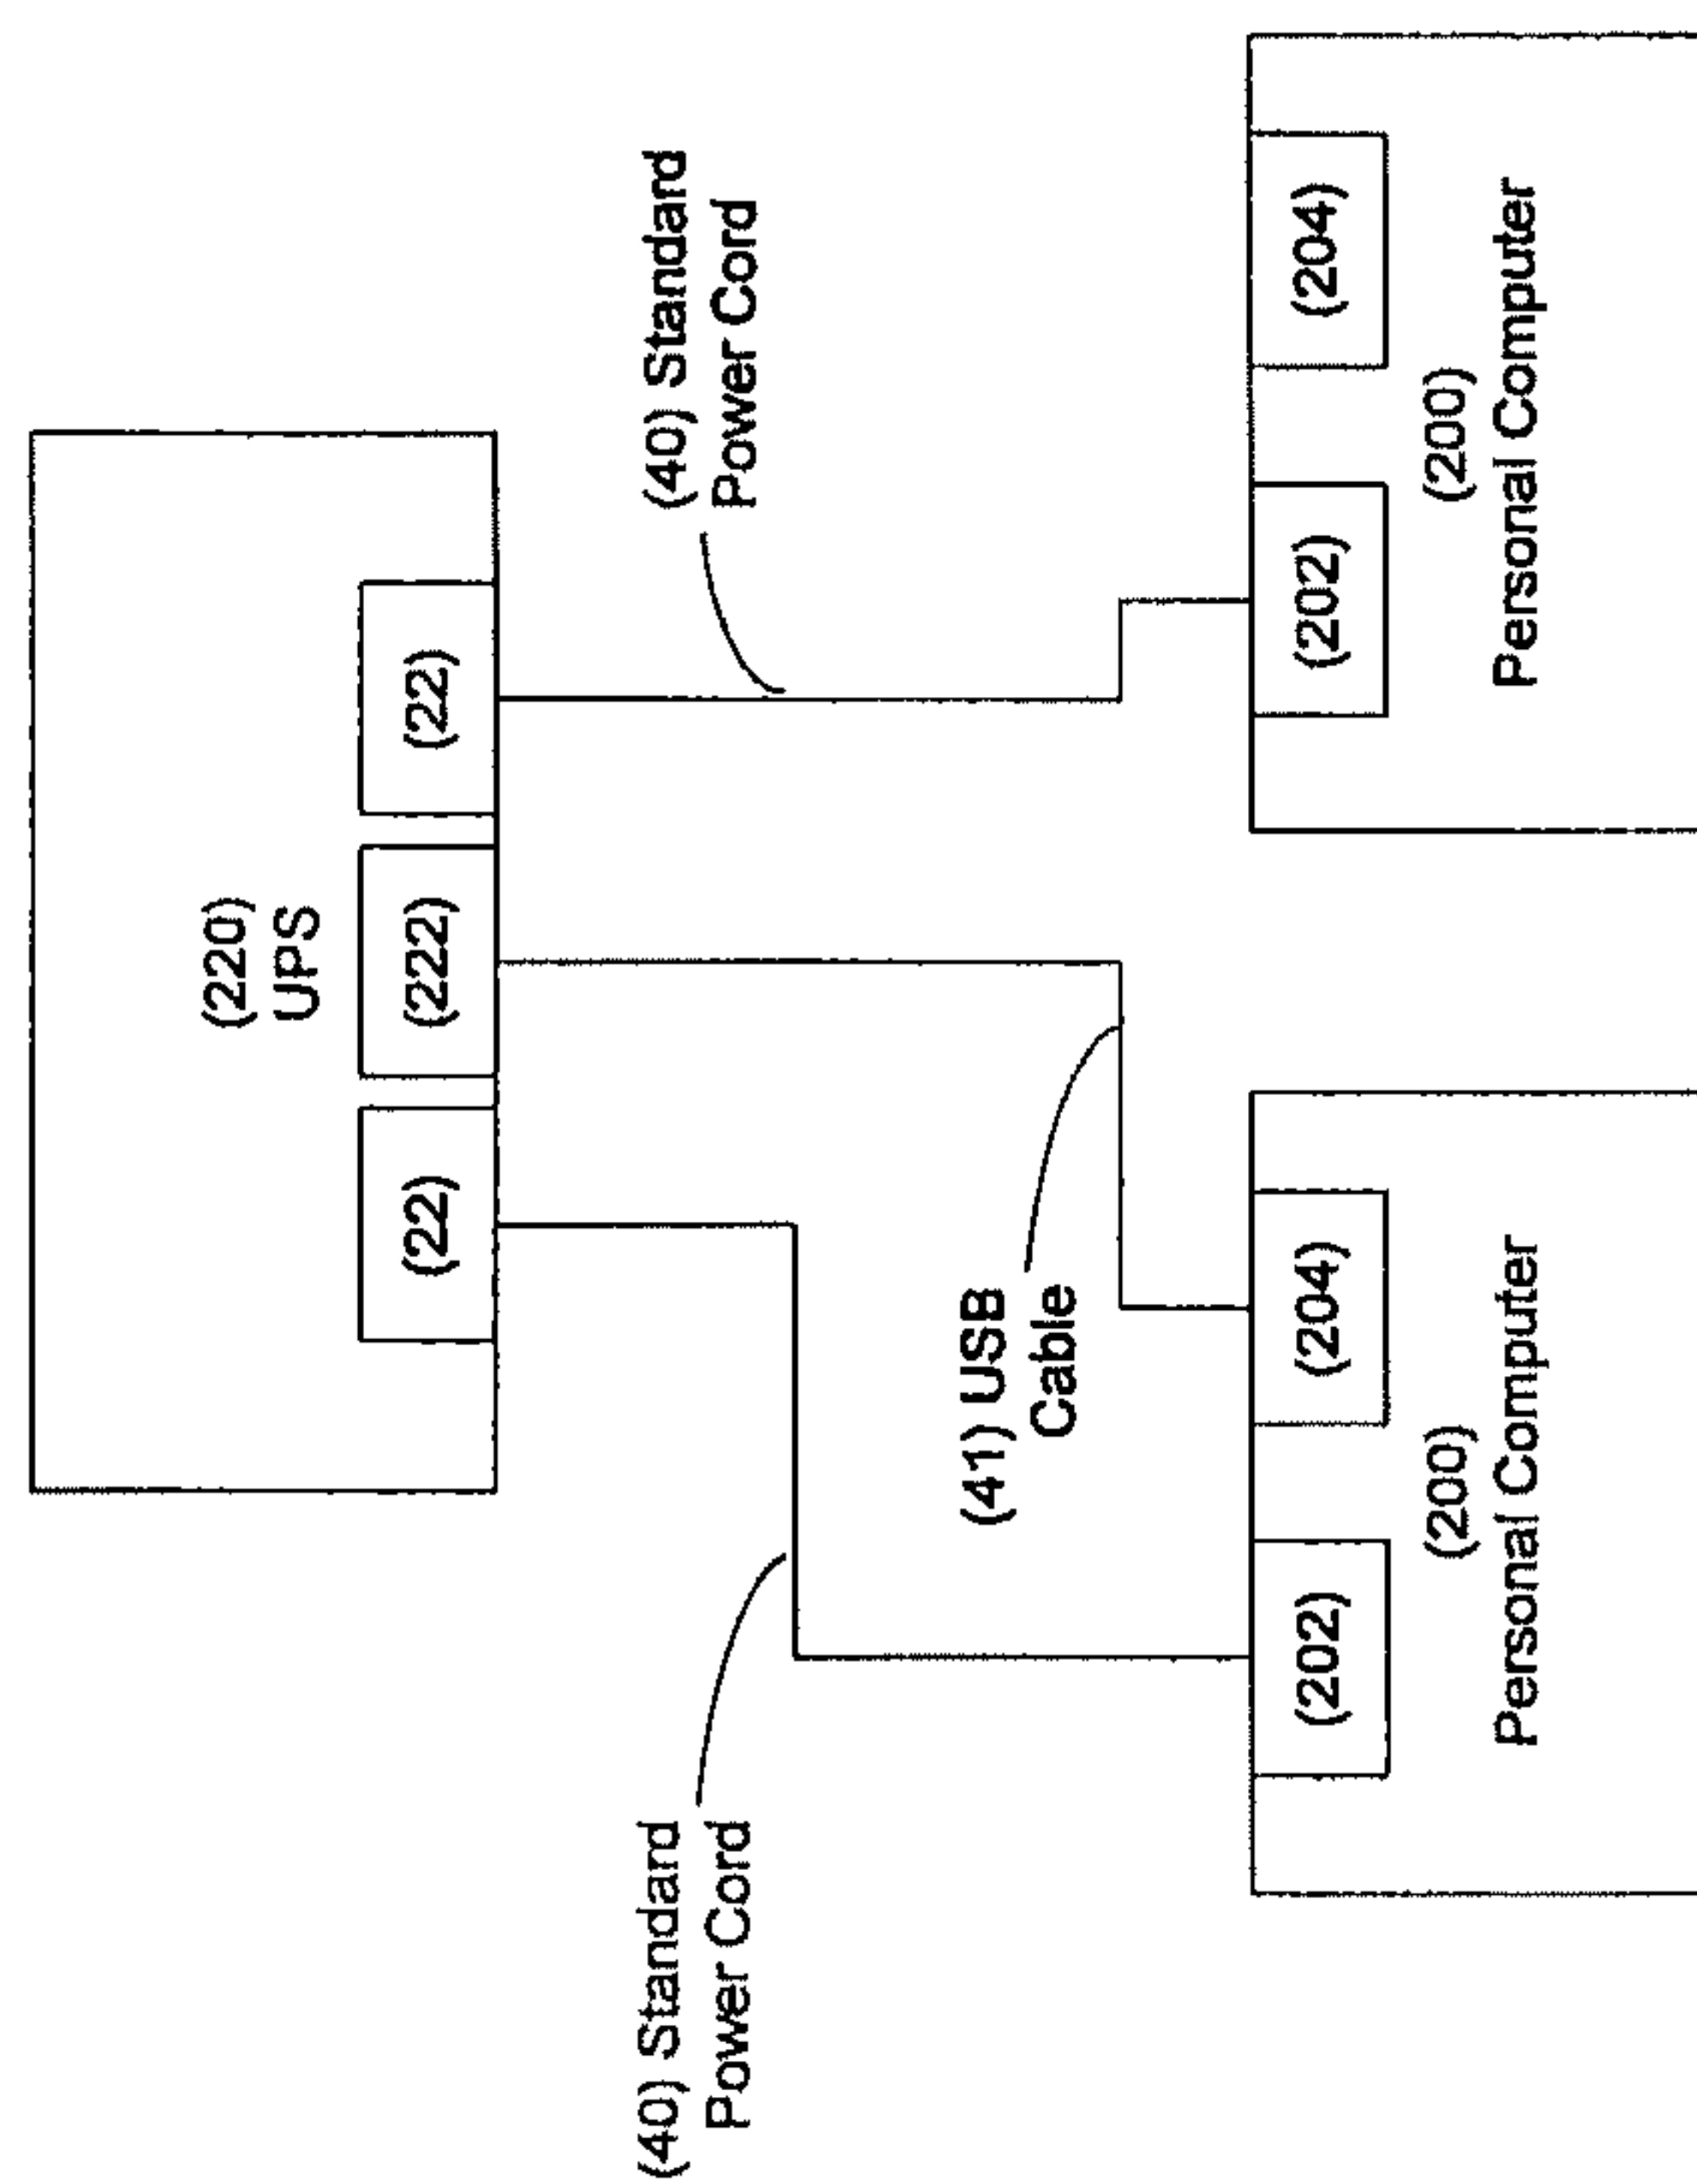 (220)
UPS
(22)
(222)
(22)
(40) Standard
Power Cord
(40) Standard
Power Cord
(41) USB
Cable
(202)
(204)
(200)
Personal Computer
(202)
(204)
(200)
Personal Computer